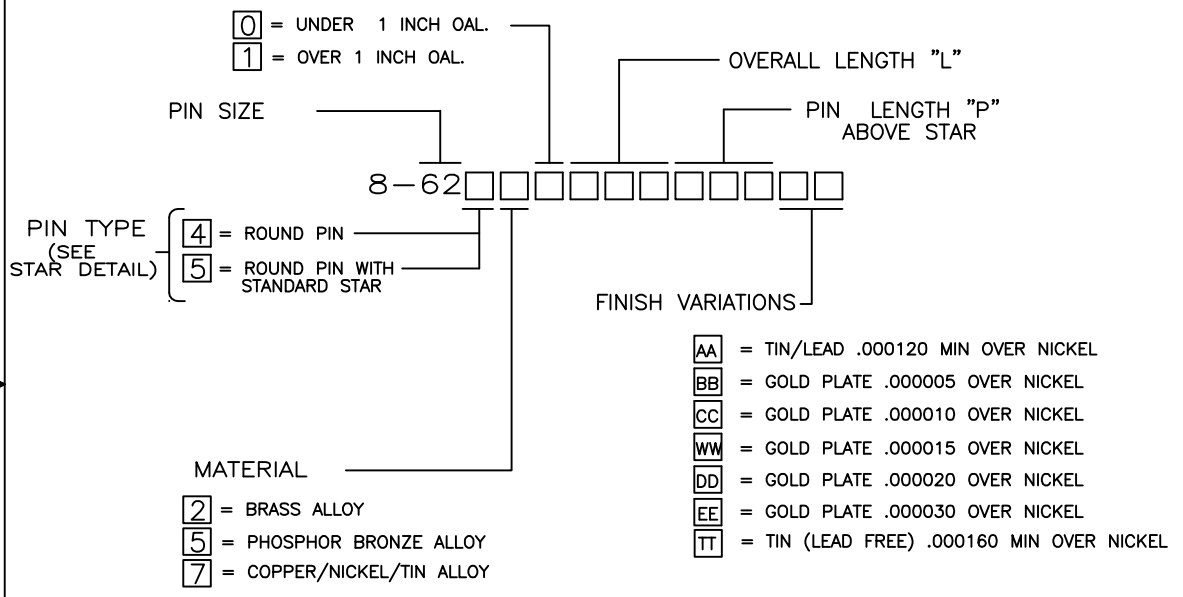 0 = UNDER 1 INCH OAL.
1 = OVER 1 INCH OAL.
OVERALL LENGTH "L"
PIN SIZE
PIN LENGTH "P"
ABOVE STAR
8-62
PIN TYPE
(SEE
STAR DETAIL)
4 = ROUND PIN
5 = ROUND PIN WITH
STANDARD STAR
FINISH VARIATIONS
AA = TIN/LEAD .000120 MIN OVER NICKEL
BB = GOLD PLATE .000005 OVER NICKEL
CC = GOLD PLATE .000010 OVER NICKEL
WW = GOLD PLATE .000015 OVER NICKEL
DD = GOLD PLATE .000020 OVER NICKEL
EE = GOLD PLATE .000030 OVER NICKEL
TT = TIN (LEAD FREE) .000160 MIN OVER NICKEL
MATERIAL
2 = BRASS ALLOY
5 = PHOSPHOR BRONZE ALLOY
7 = COPPER/NICKEL/TIN ALLOY